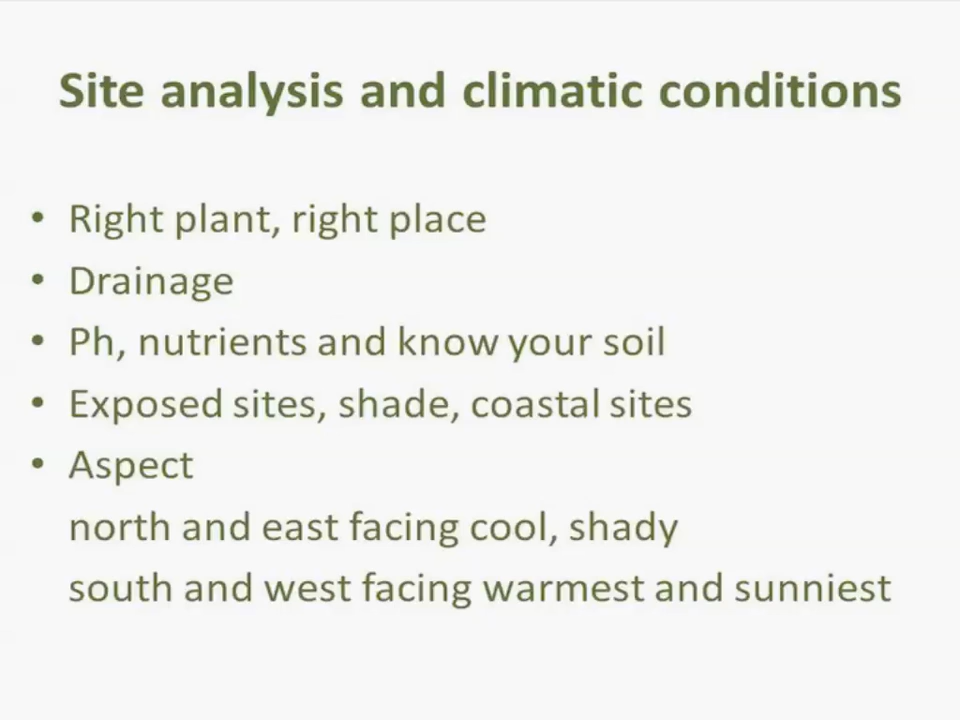 Site analysis and climatic conditions
• Right plant, right place
• Drainage
• Ph, nutrients and know your soil
• Exposed sites, shade, coastal sites
• Aspect
north and east facing cool, shady
south and west facing warmest and sunniest